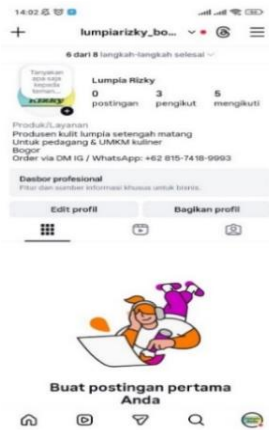 14:02
lumpiarizky_bo...
6 dari 8 langkah-langkah selesai
Tanyakan
apa saja
kepada
teman...
RIZKY
Lumpia Rizky
0 3 5
postingan pengikut mengikuti
Produk/Layanan
Produsen kulit lumpia setengah matang
Untuk pedagang & UMKM kuliner
Bogor
Order via DM IG / WhatsApp: +62 815-7418-9993
Dasbor profesional
Fitur dan sumber informasi khusus untuk bisnis.
Edit profil Bagikan profil
Buat postingan pertama
Anda